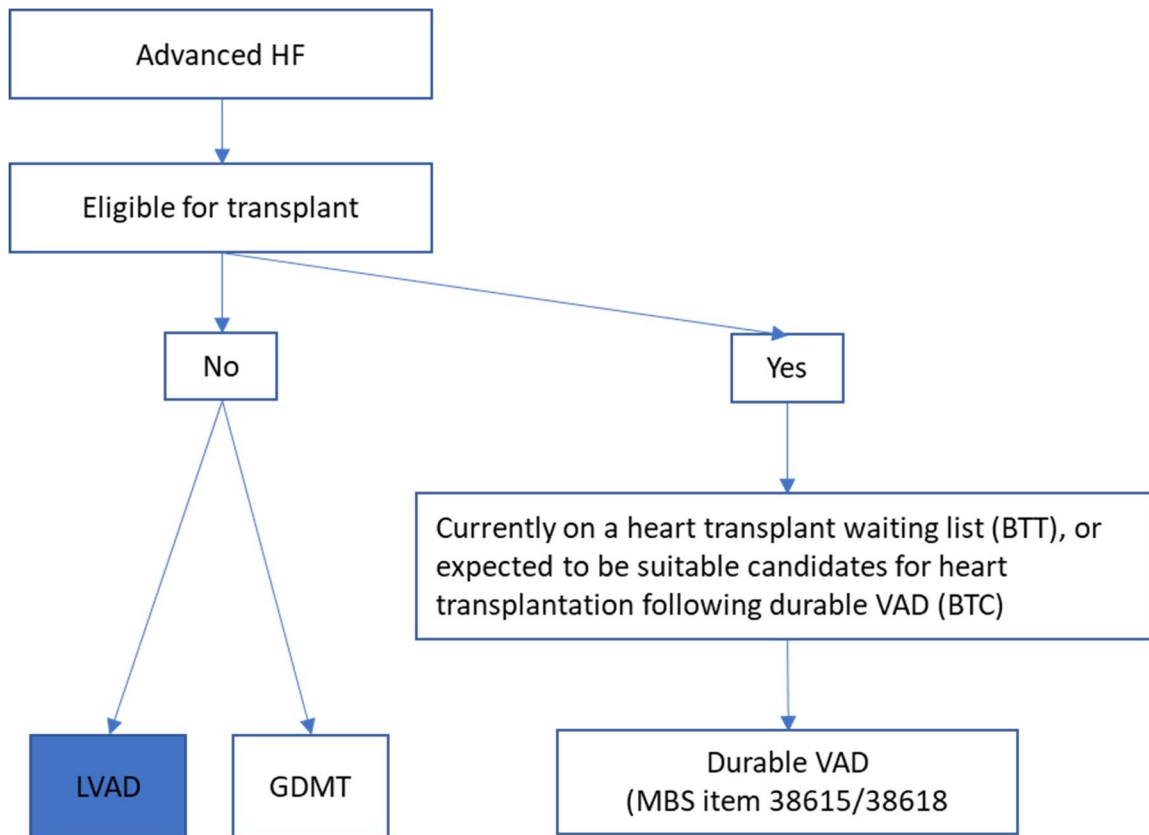 Advanced HF
Eligible for transplant
No
Yes
Currently on a heart transplant waiting list (BTT), or
expected to be suitable candidates for heart
transplantation following durable VAD (BTC)
LVAD
GDMT
Durable VAD
(MBS item 38615/38618